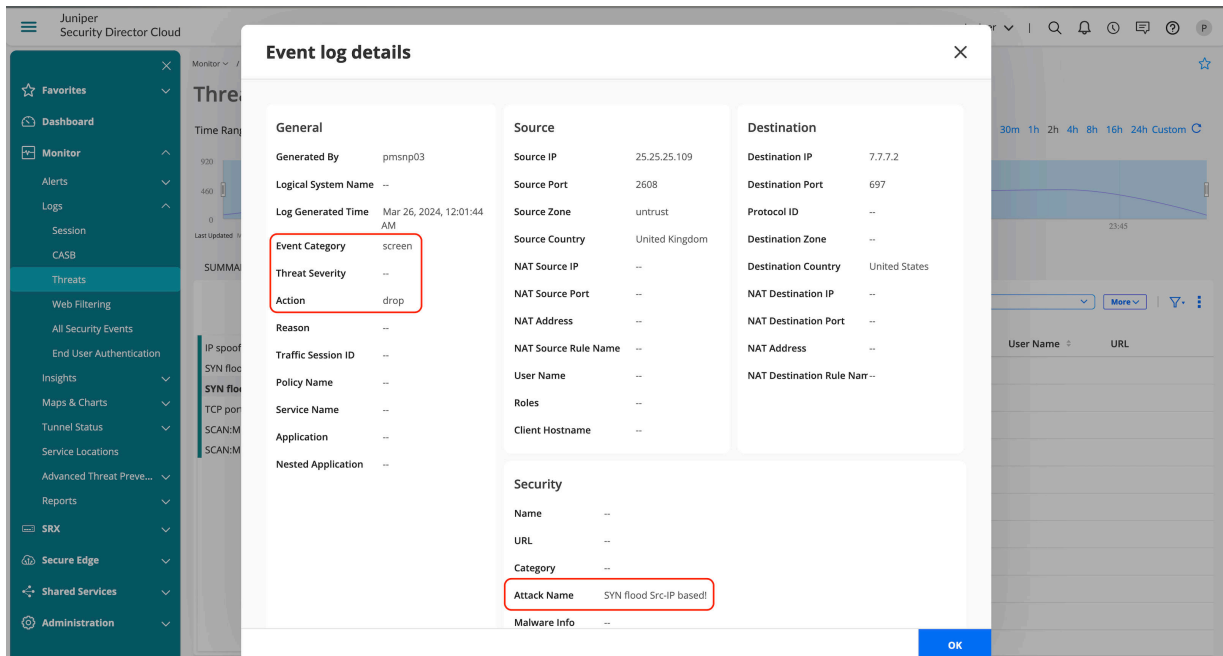 Juniper
Security Director Cloud
P
Favorites
Dashboard
Monitor
Alerts
Logs
Session
CASB
Threats
Web Filtering
All Security Events
End User Authentication
Insights
Maps & Charts
Tunnel Status
Service Locations
Advanced Threat Preve...
Reports
SRX
Secure Edge
Shared Services
Administration
Monitor /
Time Rang
30m 1h 2h 4h 8h 16h 24h Custom
920
460
0
23:45
Last Updated
More
User Name URL
IP spoof
SYN floo
SYN flo
TCP por
SCAN:M
SCAN:M
Event log details
General
Generated By pmsnp03
Logical System Name --
Log Generated Time Mar 26, 2024, 12:01:44
AM
Event Category screen
Threat Severity --
Action drop
Reason --
Traffic Session ID --
Policy Name --
Service Name --
Application --
Nested Application --
Source
Source IP 25.25.25.109
Source Port 2608
Source Zone untrust
Source Country United Kingdom
NAT Source IP --
NAT Source Port --
NAT Address --
NAT Source Rule Name --
User Name --
Roles --
Client Hostname --
Destination
Destination IP 7.7.7.2
Destination Port 697
Protocol ID --
Destination Zone --
Destination Country United States
NAT Destination IP --
NAT Destination Port --
NAT Address --
NAT Destination Rule Nam --
Security
Name --
URL --
Category --
Attack Name SYN flood Src-IP based!
Malware Info --
OK